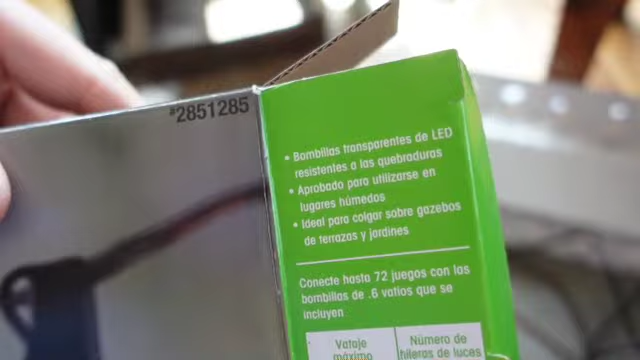 #2851285
• Bombillas transparentes de LED
resistentes a las quebraduras
• Aprobado para utilizarse en
lugares húmedos
• Ideal para colgar sobre gazebos
de terrazas y jardines
Conecte hasta 72 juegos con las
bombillas de .6 vatios que se
incluyen
Vataje
máximo
Número de
hileras de luces